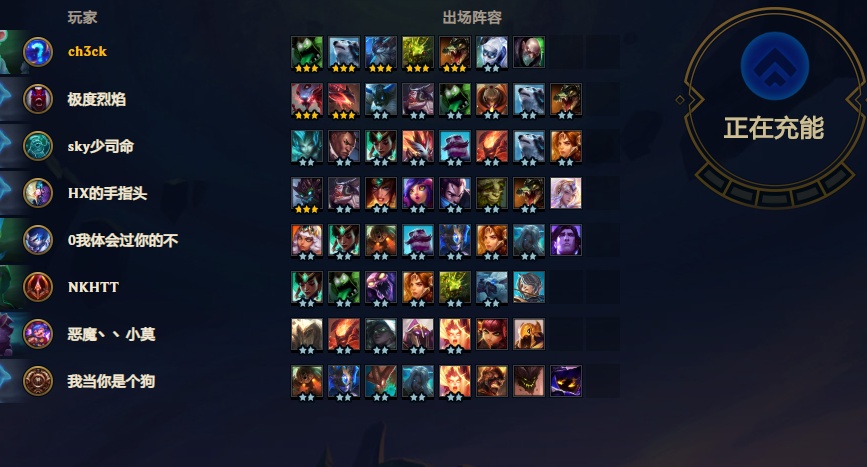 玩家 出场阵容
ch3ck
正在充能
极度烈焰
sky少司命
HX的手指头
0我体会过你的不
NKHTT
恶魔丶丶小莫
我当你是个狗